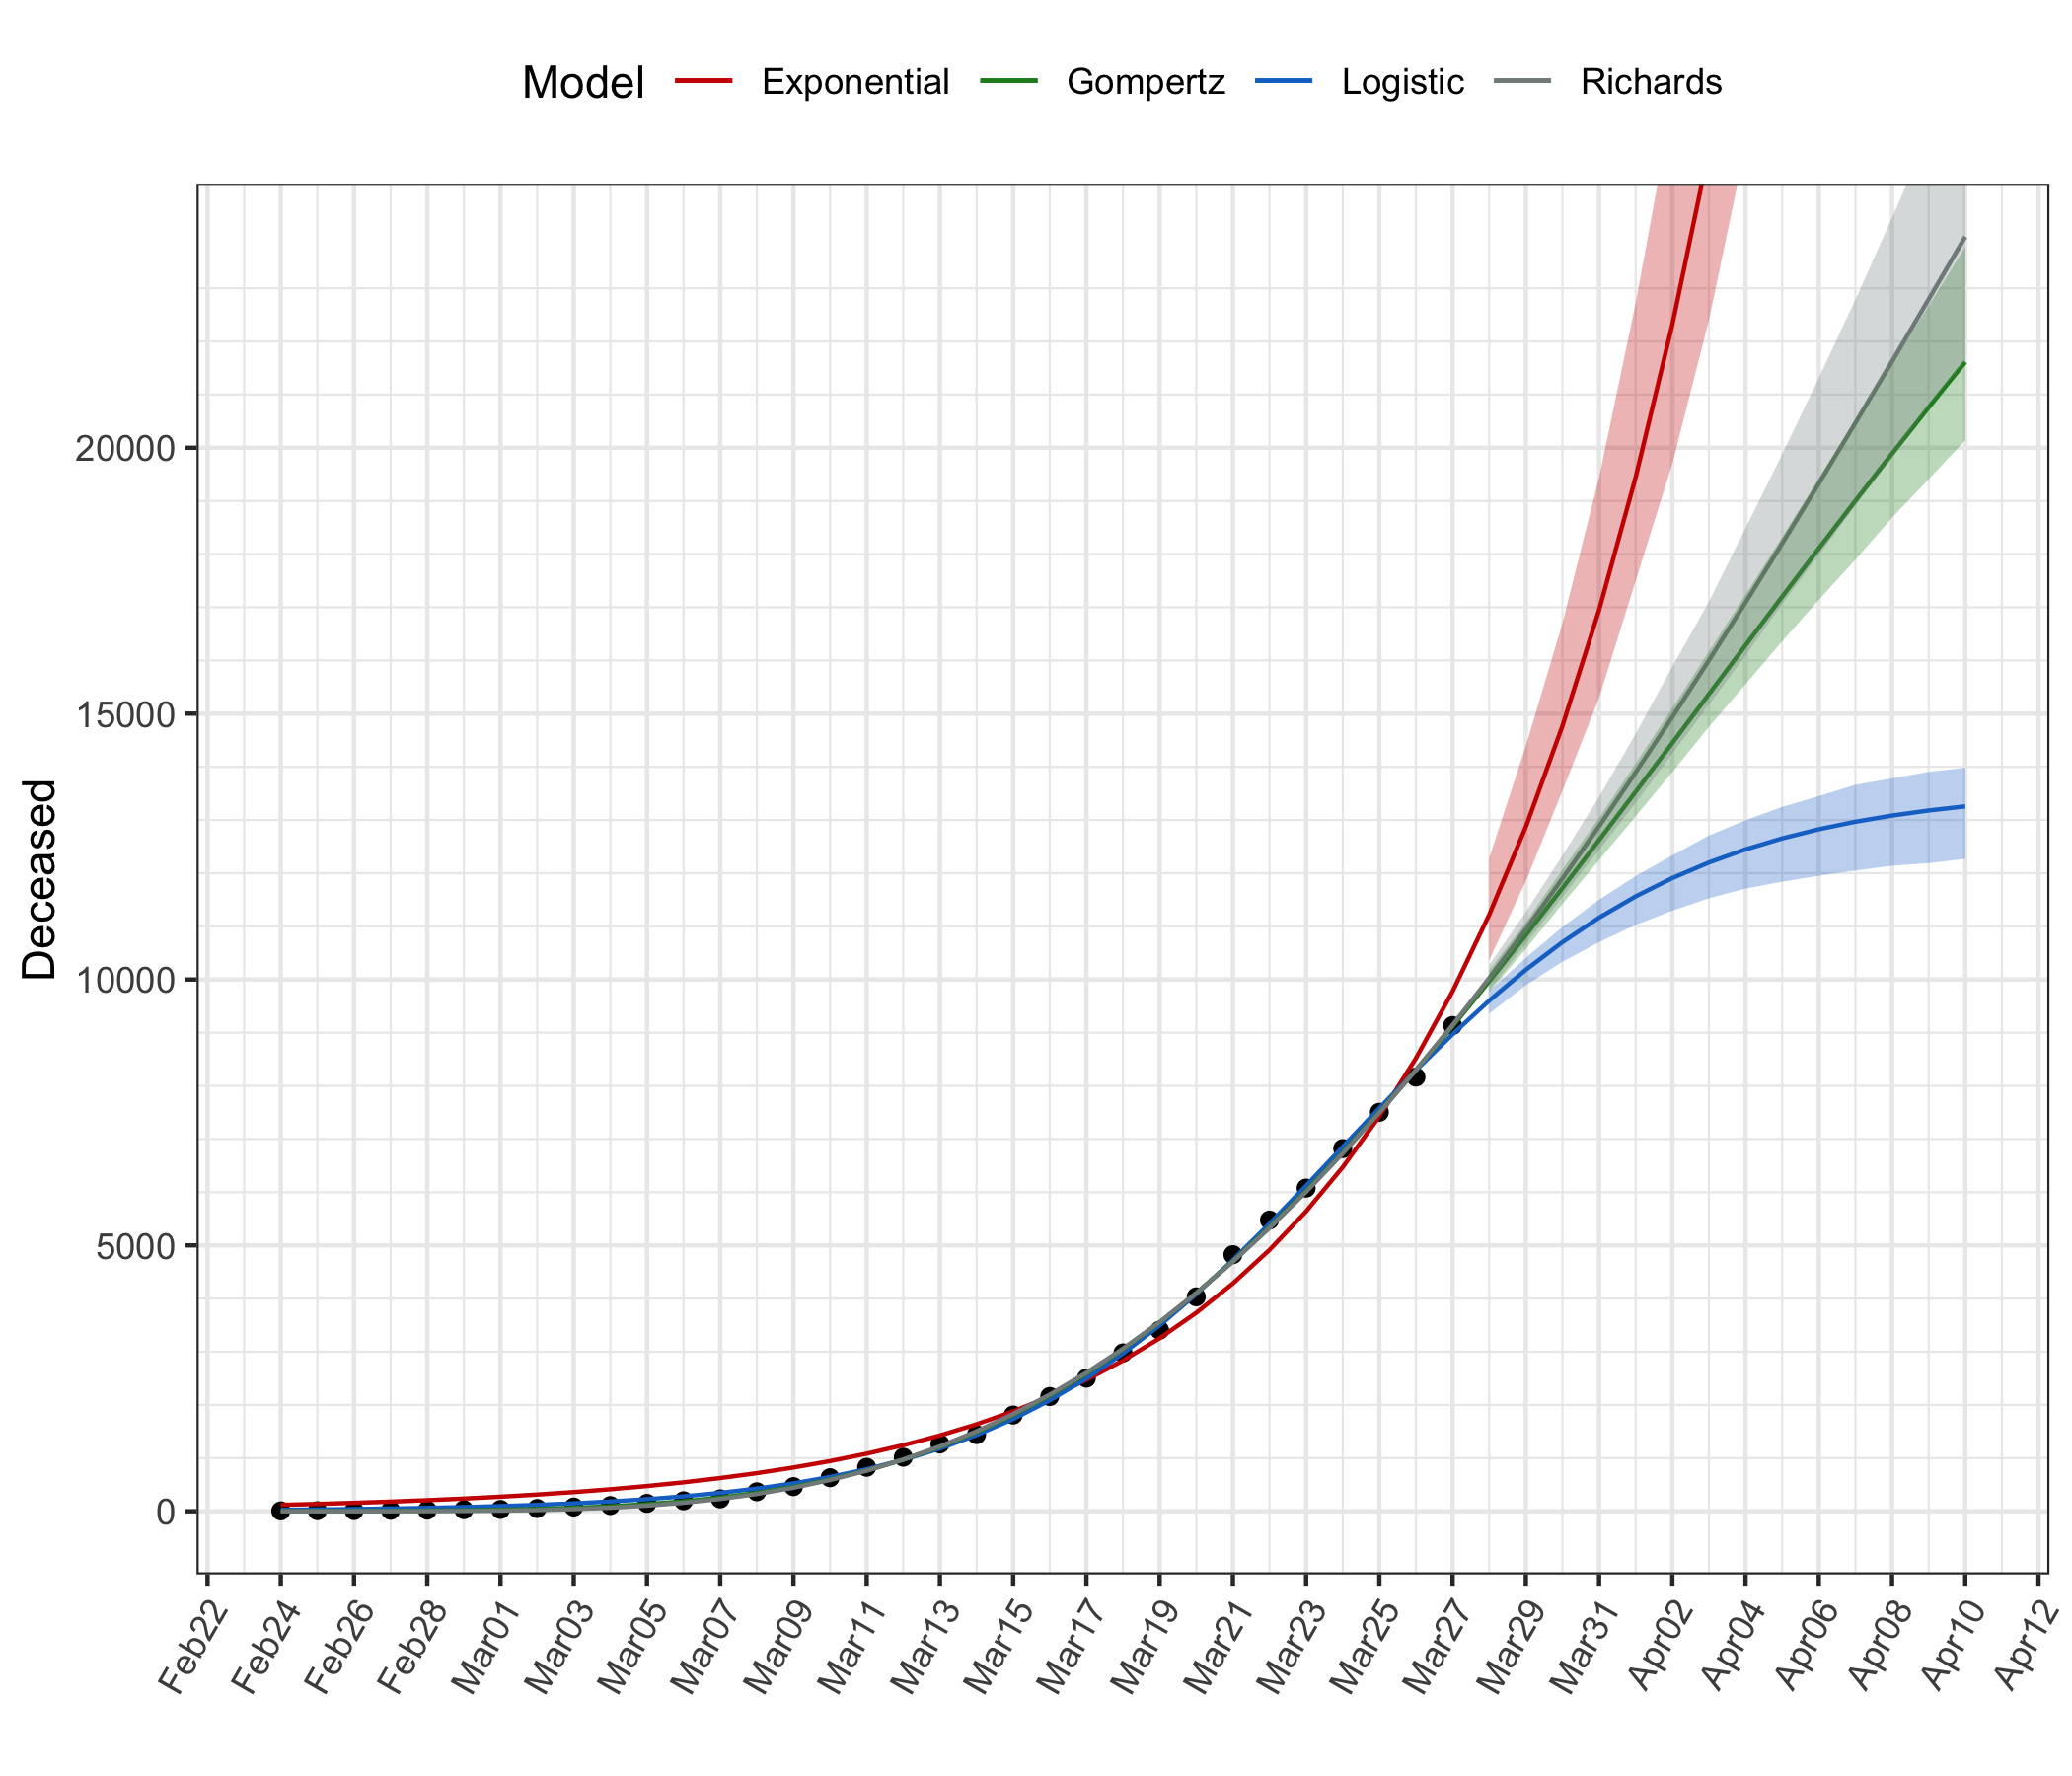 Model Exponential Gompertz Logistic Richards
Deceased
20000
15000
10000
5000
0
Feb22 Feb24 Feb26 Feb28 Mar01 Mar03 Mar05 Mar07 Mar09 Mar11 Mar13 Mar15 Mar17 Mar19 Mar21 Mar23 Mar25 Mar27 Mar29 Mar31 Apr02 Apr04 Apr06 Apr08 Apr10 Apr12